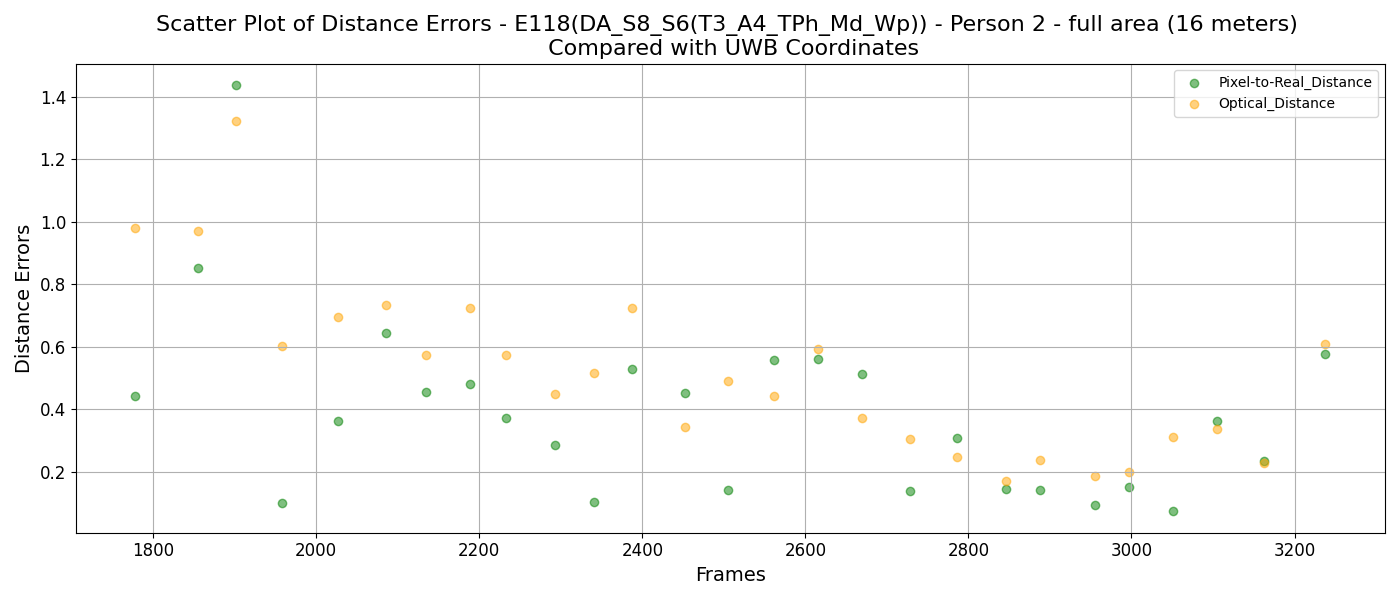 Scatter Plot of Distance Errors - E118(DA_S8_S6(T3_A4_TPh_Md_Wp)) - Person 2 - full area (16 meters)
Compared with UWB Coordinates
Pixel-to-Real_Distance
Optical_Distance
Distance Errors
1.4
1.2
1.0
0.8
0.6
0.4
0.2
1800 2000 2200 2400 2600 2800 3000 3200
Frames